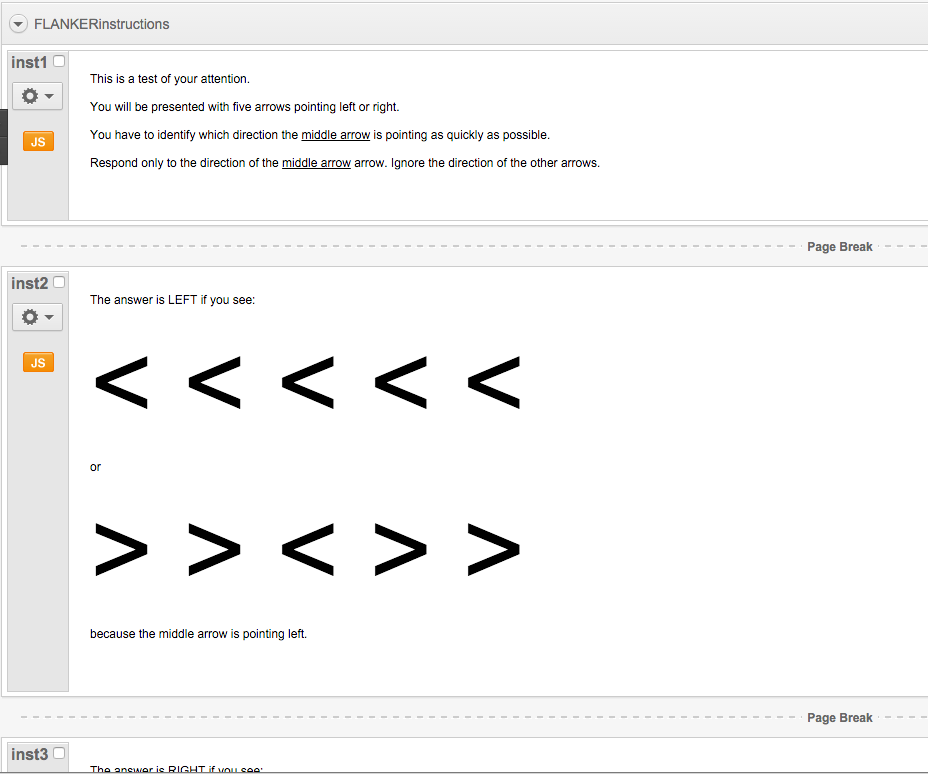 FLANKERinstructions
inst1
JS
This is a test of your attention.
You will be presented with five arrows pointing left or right.
You have to identify which direction the middle arrow is pointing as quickly as possible.
Respond only to the direction of the middle arrow arrow. Ignore the direction of the other arrows.
Page Break
inst2
JS
The answer is LEFT if you see:
< < < < <
or
> > < > >
because the middle arrow is pointing left.
Page Break
inst3
The answer is RIGHT if you see: